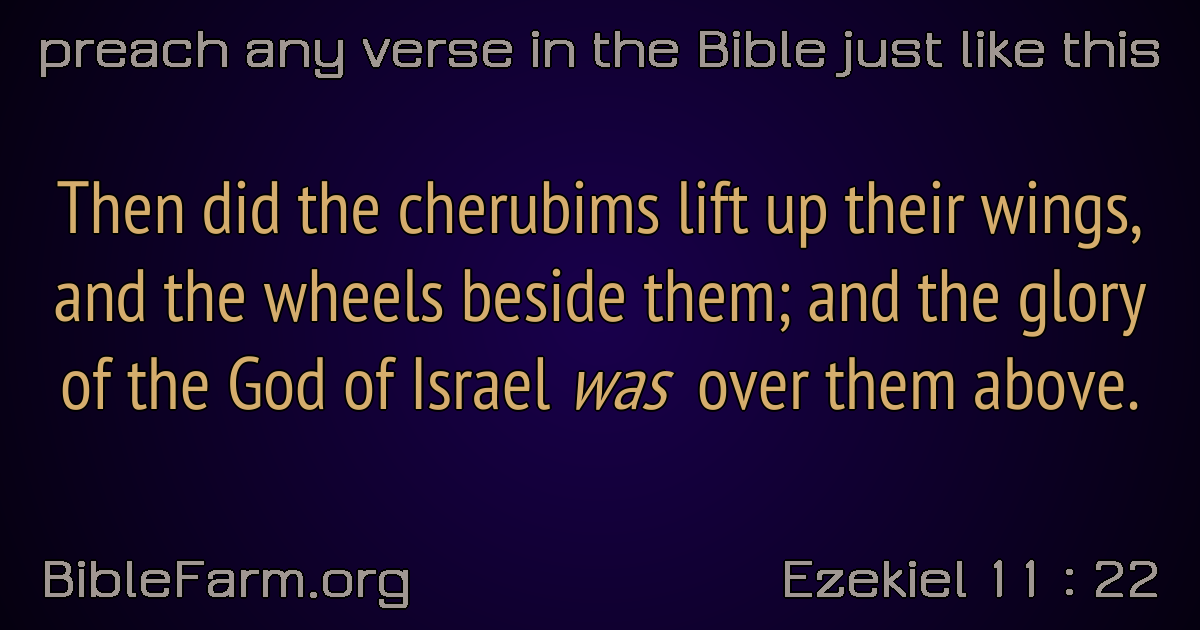 preach any verse in the Bible just like this
Then did the cherubims lift up their wings,
and the wheels beside them; and the glory
of the God of Israel was over them above.
BibleFarm.org
Ezekiel 11 : 22